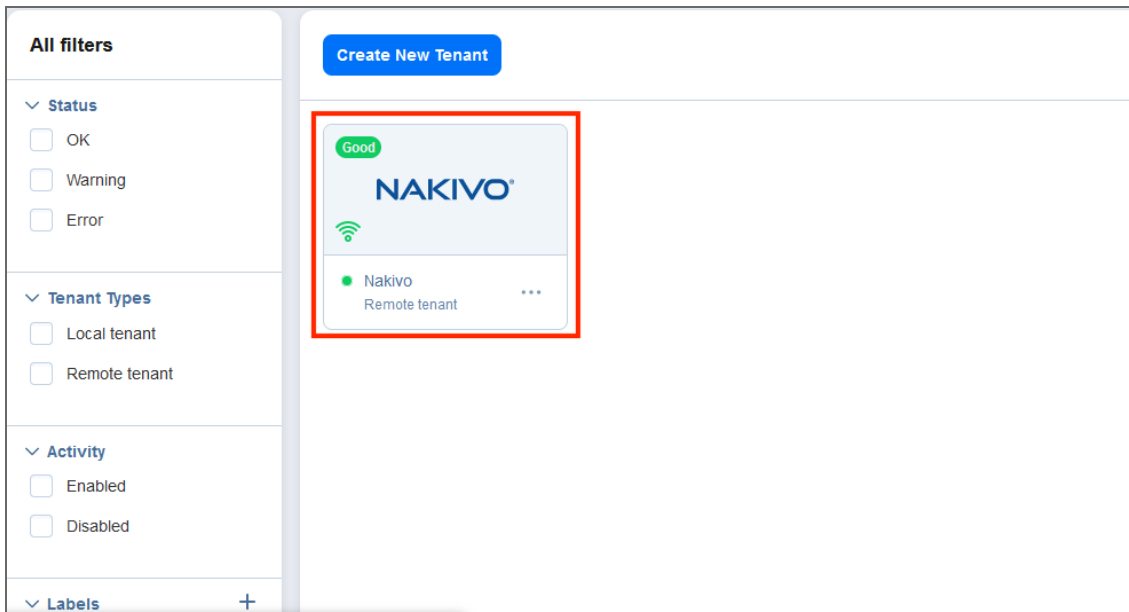 All filters
Status
OK
Warning
Error
Tenant Types
Local tenant
Remote tenant
Activity
Enabled
Disabled
Labels
Create New Tenant
Good
NAKIVO®
Nakivo
Remote tenant